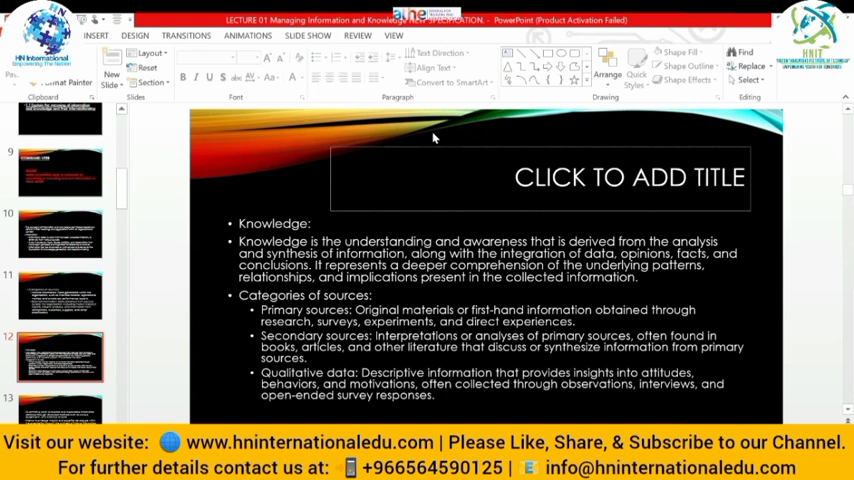 LECTURE 01 Managing Information and Knowledge NEW SPECIFICATION. - PowerPoint (Product Activation Failed)
INSERT DESIGN TRANSITIONS ANIMATIONS SLIDE SHOW REVIEW VIEW
Format Painter
Clipboard
New Slide
Layout
Reset
Section
Slides
B I U S
Font
Text Direction
Align Text
Convert to SmartArt
Paragraph
Arrange
Quick
Shape Fill
Shape Outline
Shape Effects
Drawing
Find
Replace
Select
Editing
HN International
Empowering The Nation
HNIT
9
10
11
12
13
CLICK TO ADD TITLE
• Knowledge:
• Knowledge is the understanding and awareness that is derived from the analysis
and synthesis of information, along with the integration of data, opinions, facts, and
conclusions. It represents a deeper comprehension of the underlying patterns,
relationships, and implications present in the collected information.
• Categories of sources:
• Primary sources: Original materials or first-hand information obtained through
research, surveys, experiments, and direct experiences.
• Secondary sources: Interpretations or analyses of primary sources, often found in
books, articles, and other literature that discuss or synthesize information from primary
sources.
• Qualitative data: Descriptive information that provides insights into attitudes,
behaviors, and motivations, often collected through observations, interviews, and
open-ended survey responses.
Visit our website: 🌐 www.hninternationaledu.com | Please Like, Share, & Subscribe to our Channel.
For further details contact us at: 📲 +966564590125 | 📧 info@hninternationaledu.com